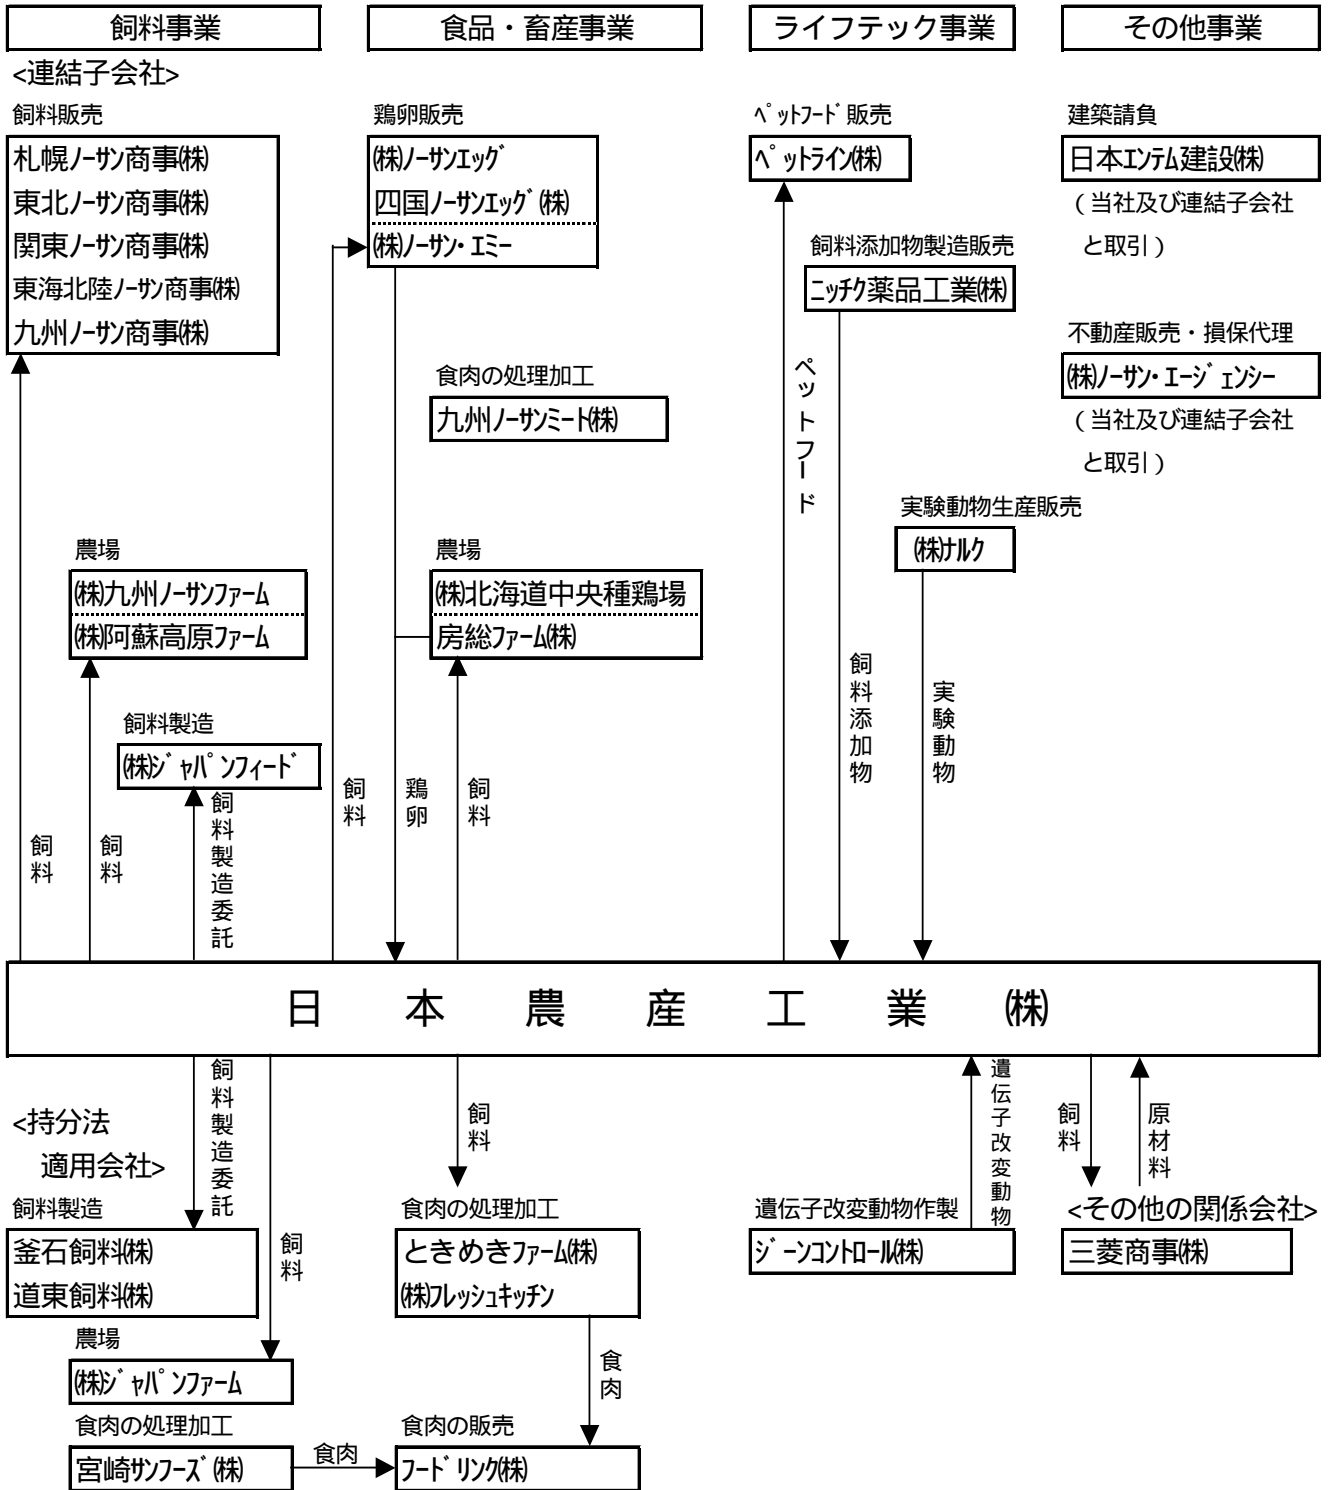 飼料事業
食品・畜産事業
ライフテック事業
その他事業
<連結子会社>
飼料販売
札幌ノーサン商事㈱
東北ノーサン商事㈱
関東ノーサン商事㈱
東海北陸ノーサン商事㈱
九州ノーサン商事㈱
鶏卵販売
㈱ノーサンエッグ
四国ノーサンエッグ㈱
㈱ノーサン・エミー
ペットフード販売
ペットライン㈱
建築請負
日本エンテム建設㈱
（当社及び連結子会社
と取引）
飼料添加物製造販売
ニッチク薬品工業㈱
不動産販売・損保代理
㈱ノーサン・エージェンシー
（当社及び連結子会社
と取引）
食肉の処理加工
九州ノーサンミート㈱
ペットフード
実験動物生産販売
㈱ナルク
農場
㈱九州ノーサンファーム
㈱阿蘇高原ファーム
農場
㈱北海道中央種鶏場
房総ファーム㈱
飼料製造
㈱ジャパンフィード
飼料
飼料
飼料製造委託
飼料
鶏卵
飼料
飼料添加物
実験動物
日本農産工業㈱
飼料製造委託
飼料
飼料
遺伝子改変動物
飼料
原材料
<持分法
適用会社>
飼料製造
釜石飼料㈱
道東飼料㈱
食肉の処理加工
ときめきファーム㈱
㈱フレッシュキッチン
遺伝子改変動物作製
ジーンコントロール㈱
<その他の関係会社>
三菱商事㈱
農場
㈱ジャパンファーム
食肉
食肉の処理加工
宮崎サンフーズ㈱
食肉
食肉の販売
フードリンク㈱